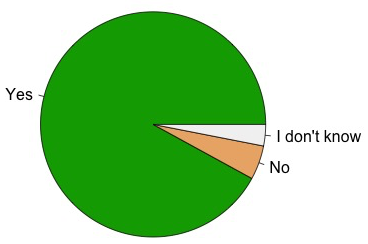 Yes
I don't know
No